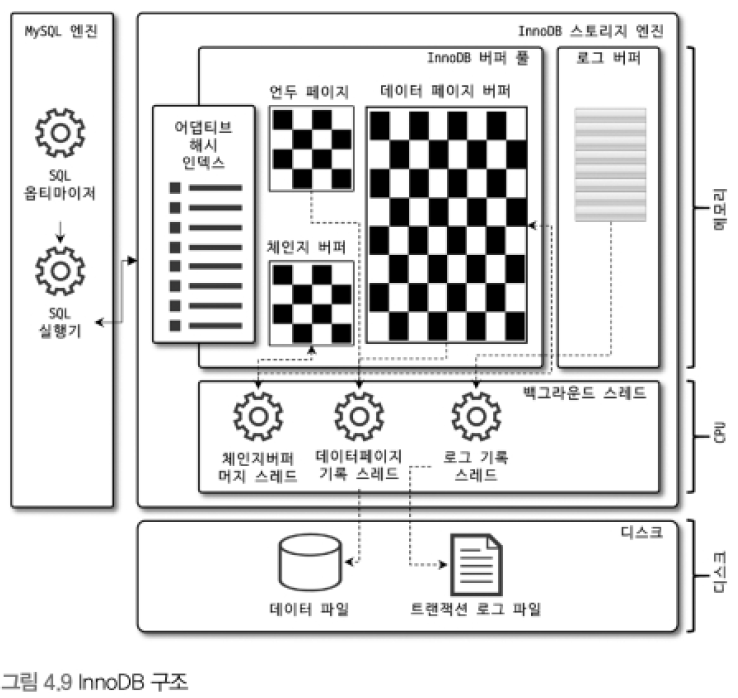 MySQL 엔진
SQL
옵티마이저
SQL
실행기
InnoDB 스토리지 엔진
InnoDB 버퍼 풀
로그 버퍼
언두 페이지
데이터 페이지 버퍼
어댑티브
해시
인덱스
체인지 버퍼
메모리
백그라운드 스레드
체인지버퍼
머지 스레드
데이터페이지
기록 스레드
로그 기록
스레드
CPU
디스크
데이터 파일
트랜잭션 로그 파일
디스크
그림 4.9 InnoDB 구조